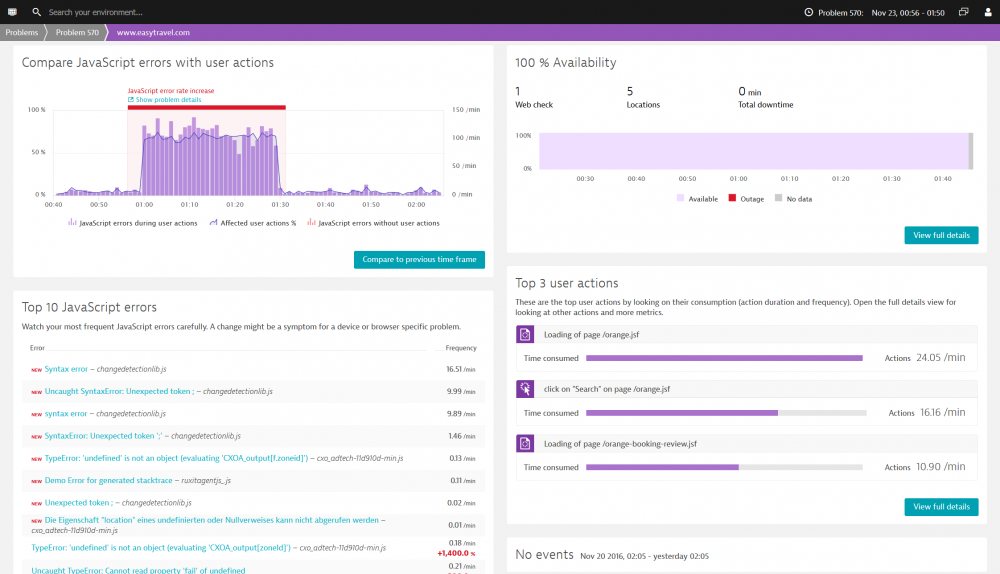 Search your environment...
Problem 570: Nov 23, 00:56 - 01:50
Problems
Problem 570
www.easytravel.com
Compare JavaScript errors with user actions
JavaScript error rate increase
Show problem details
100 %
50 %
0 %
150 /min
100 /min
50 /min
0 /min
00:40
00:50
01:00
01:10
01:20
01:30
01:40
01:50
02:00
JavaScript errors during user actions
Affected user actions %
JavaScript errors without user actions
Compare to previous time frame
Top 10 JavaScript errors
Watch your most frequent JavaScript errors carefully. A change might be a symptom for a device or browser specific problem.
Error
Frequency
NEW Syntax error – changedetectionlib.js
16.51 /min
NEW Uncaught SyntaxError: Unexpected token ; – changedetectionlib.js
9.99 /min
NEW syntax error – changedetectionlib.js
9.89 /min
NEW SyntaxError: Unexpected token ';' – changedetectionlib.js
1.46 /min
NEW TypeError: 'undefined' is not an object (evaluating 'CXOA_output[f.zoneid]') – cxo_adtech-11d910d-min.js
0.13 /min
NEW Demo Error for generated stacktrace – ruxitagentjs_.js
0.11 /min
NEW Unexpected token ; – changedetectionlib.js
0.02 /min
NEW Die Eigenschaft "location" eines undefinierten oder Nullverweises kann nicht abgerufen werden –
cxo_adtech-11d910d-min.js
0.01 /min
TypeError: 'undefined' is not an object (evaluating 'CXOA_output[zoneId]') – cxo_adtech-11d910d-min.js
0.18 /min
+1,400.0 %
Uncaught TypeError: Cannot read property 'fail' of undefined
0.21 /min
100 % Availability
1
Web check
5
Locations
0 min
Total downtime
100%
0%
00:30
00:40
00:50
01:00
01:10
01:20
01:30
01:40
Available
Outage
No data
View full details
Top 3 user actions
These are the top user actions by looking on their consumption (action duration and frequency). Open the full details view for
looking at other actions and more metrics.
Loading of page /orange.jsf
Time consumed
Actions 24.05 /min
click on "Search" on page /orange.jsf
Time consumed
Actions 16.16 /min
Loading of page /orange-booking-review.jsf
Time consumed
Actions 10.90 /min
View full details
No events Nov 20 2016, 02:05 - yesterday 02:05